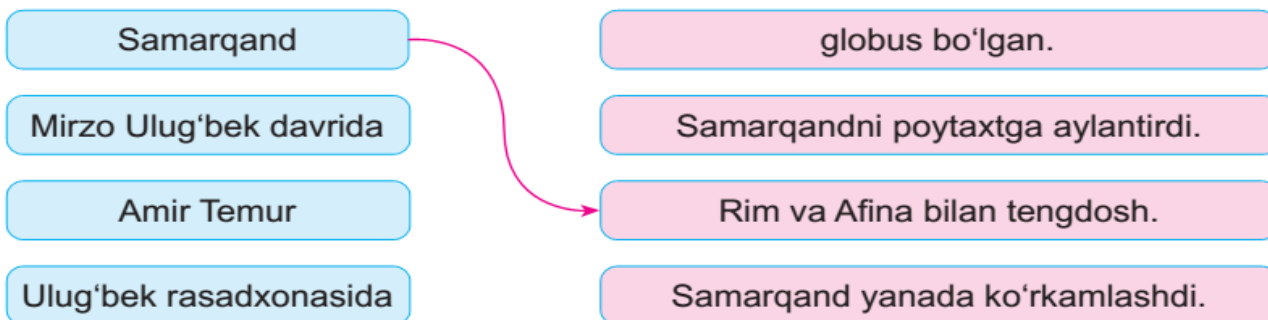 Samarqand
globus bo‘lgan.
Mirzo Ulug‘bek davrida
Samarqandni poytaxtga aylantirdi.
Amir Temur
Rim va Afina bilan tengdosh.
Ulug‘bek rasadxonasida
Samarqand yanada ko‘rkamlashdi.